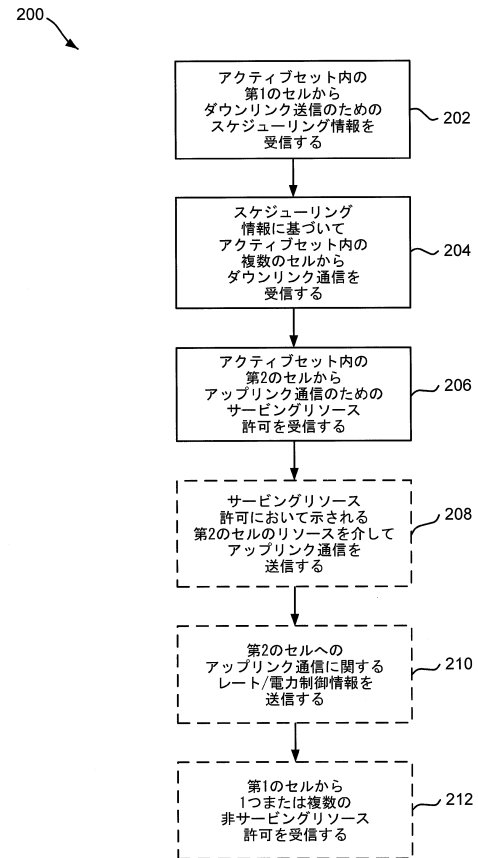 200
アクティブセット内の
第1のセルから
ダウンリンク送信のための
スケジューリング情報を
受信する
202
スケジューリング
情報に基づいて
アクティブセット内の
複数のセルから
ダウンリンク通信を
受信する
204
アクティブセット内の
第2のセルから
アップリンク通信のための
サービングリソース
許可を受信する
206
サービングリソース
許可において示される
第2のセルのリソースを介して
アップリンク通信を
送信する
208
第2のセルへの
アップリンク通信に関する
レート/電力制御情報を
送信する
210
第1のセルから
1つまたは複数の
非サービングリソース
許可を受信する
212